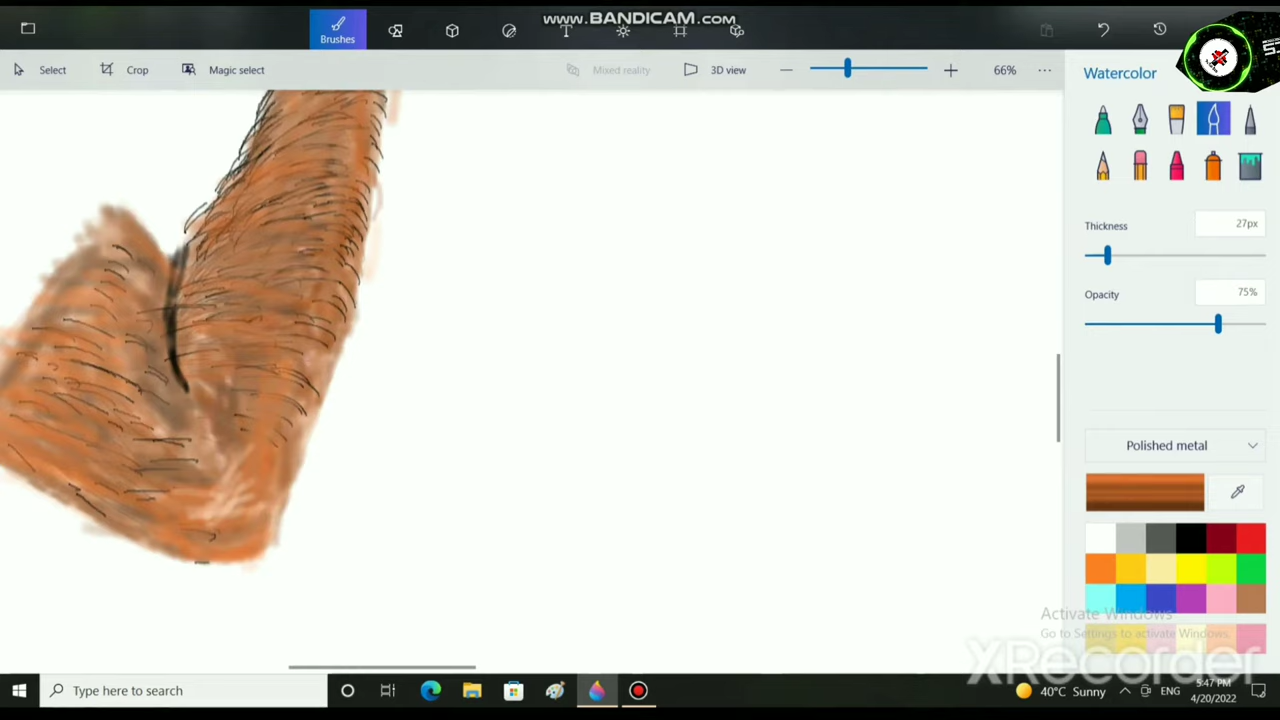 www.BANDICAM.com
Brushes
Select
Crop
Magic select
Mixed reality
3D view
66%
Watercolor
Thickness
27px
Opacity
75%
Polished metal
Activate Windows
Go to Settings to activate Windows.
XRecorder
Type here to search
40°C Sunny
ENG
5:47 PM
4/20/2022